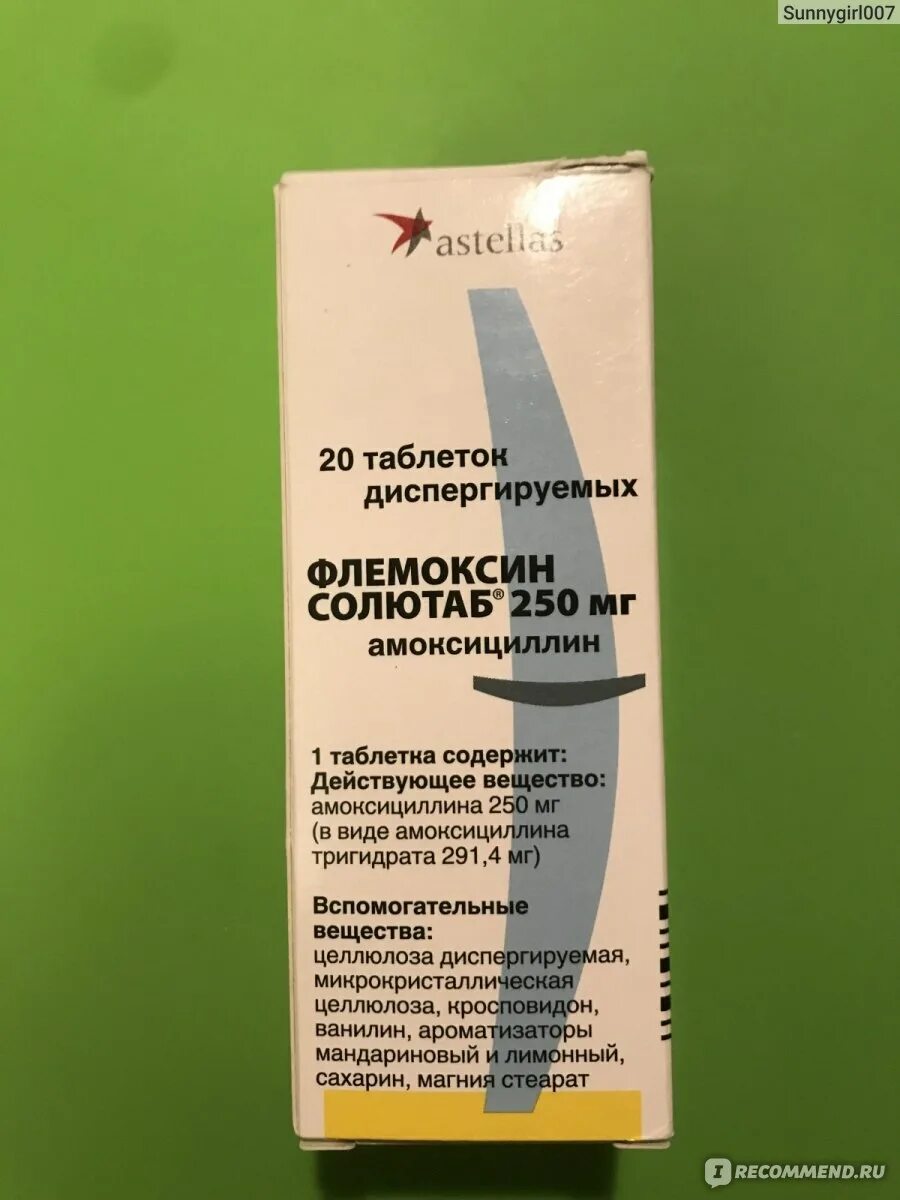 Sunnygirl007
astellas
20 таблеток
диспергируемых
ФЛЕМОКСИН
СОЛЮТАБ® 250 мг
амоксициллин
1 таблетка содержит:
Действующее вещество:
амоксициллина 250 мг
(в виде амоксициллина
тригидрата 291,4 мг)
Вспомогательные
вещества:
целлюлоза диспергируемая,
микрокристаллическая
целлюлоза, кросповидон,
ванилин, ароматизаторы
мандариновый и лимонный,
сахарин, магния стеарат
I RECOMMEND.RU